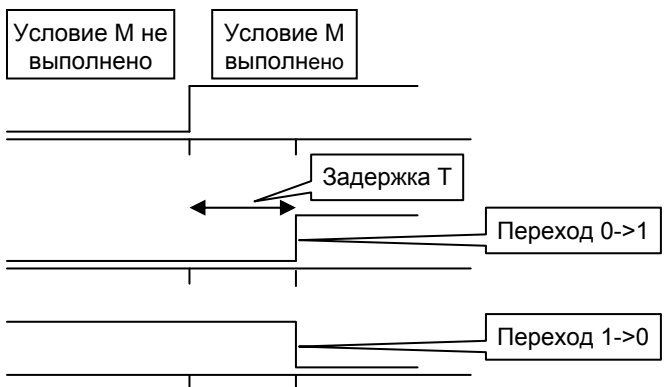 Условие М не
выполнено
Условие М
выполнено
Задержка Т
Переход 0->1
Переход 1->0